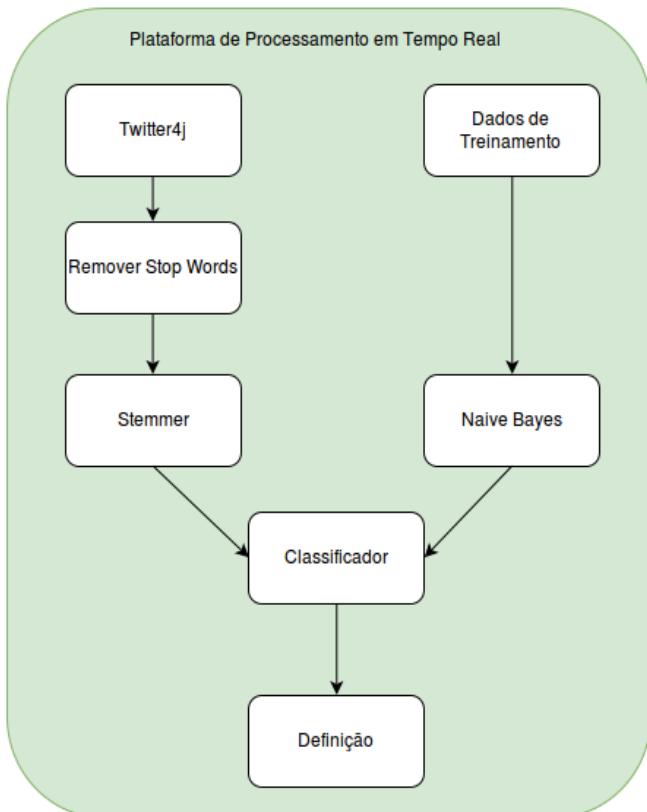 Plataforma de Processamento em Tempo Real
Twitter4j
Dados de
Treinamento
Remover Stop Words
Stemmer
Naive Bayes
Classificador
Definição